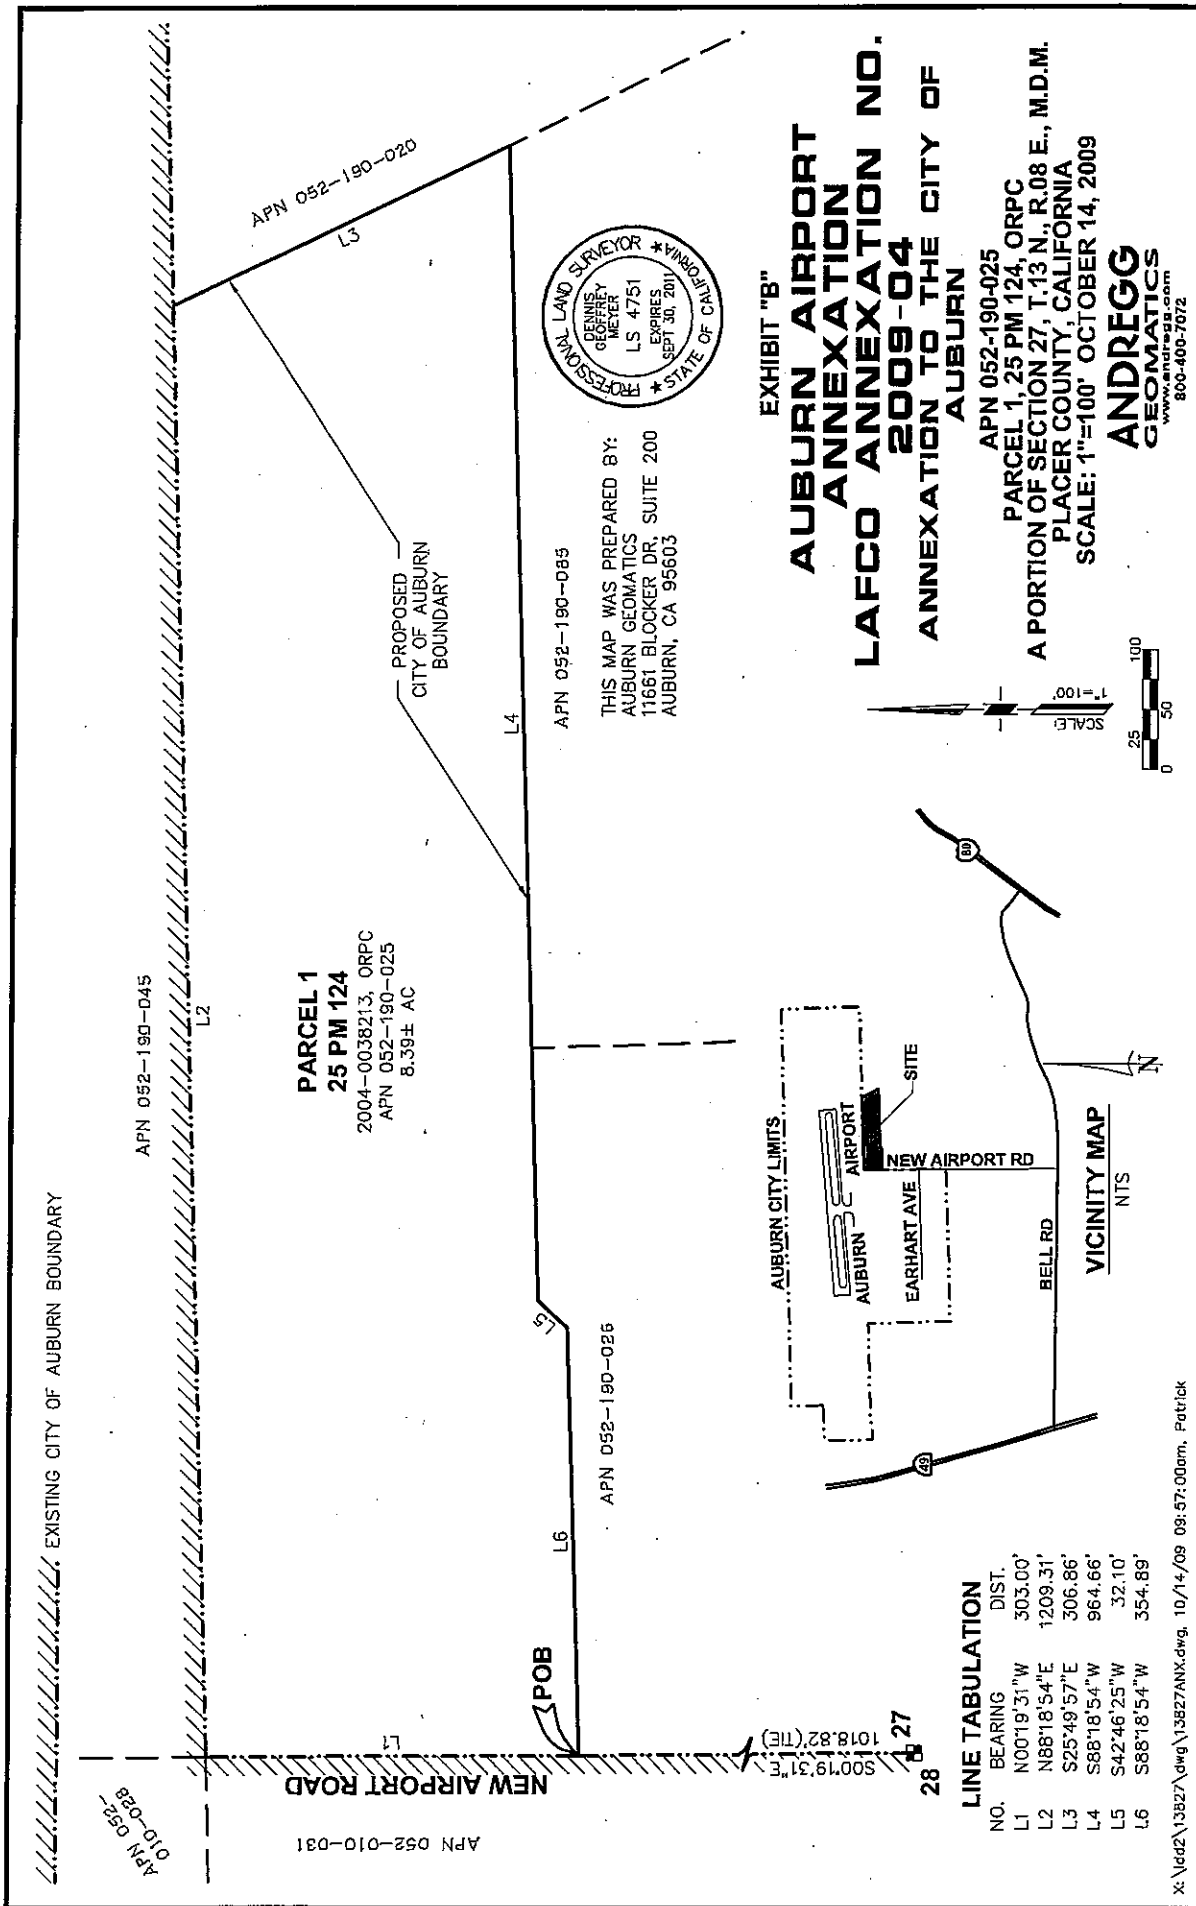 EXISTING CITY OF AUBURN BOUNDARY
APN 052-
010-028
APN 052-190-045
L2
APN 052-190-020
L3
PROPOSED
CITY OF AUBURN
BOUNDARY
PARCEL 1
25 PM 124
2004-0038213, ORPC
APN 052-190-025
8.39± AC
L1
NEW AIRPORT ROAD
APN 052-010-031
POB
L6
L5
L4
APN 052-190-026
APN 052-190-085
S00°19'31"E
1018.82'(TIE)
28
27
THIS MAP WAS PREPARED BY:
AUBURN GEOMATICS
11661 BLOCKER DR, SUITE 200
AUBURN, CA 95603
PROFESSIONAL LAND SURVEYOR
DENNIS
GEOFFREY
MEYER
LS 4751
EXPIRES
SEPT 30, 2011
STATE OF CALIFORNIA
LINE TABULATION
NO. BEARING DIST.
L1 N00°19'31"W 303.00'
L2 N88°18'54"E 1209.31'
L3 S25°49'57"E 306.86'
L4 S88°18'54"W 964.66'
L5 S42°46'25"W 32.10'
L6 S88°18'54"W 354.89'
AUBURN CITY LIMITS
AUBURN AIRPORT
EARHART AVE
NEW AIRPORT RD
SITE
BELL RD
49
80
N
VICINITY MAP
NTS
SCALE: 1"=100'
0 25 50 100
EXHIBIT "B"
AUBURN AIRPORT
ANNEXATION
LAFCO ANNEXATION NO.
2009-04
ANNEXATION TO THE CITY OF
AUBURN
APN 052-190-025
PARCEL 1, 25 PM 124, ORPC
A PORTION OF SECTION 27, T.13 N., R.08 E., M.D.M.
PLACER COUNTY, CALIFORNIA
SCALE: 1"=100' OCTOBER 14, 2009
ANDREGG
GEOMATICS
www.andregg.com
800-400-7072
X:\ldd2\13827\dwg\13827ANX.dwg, 10/14/09 09:57:00am, Patrick